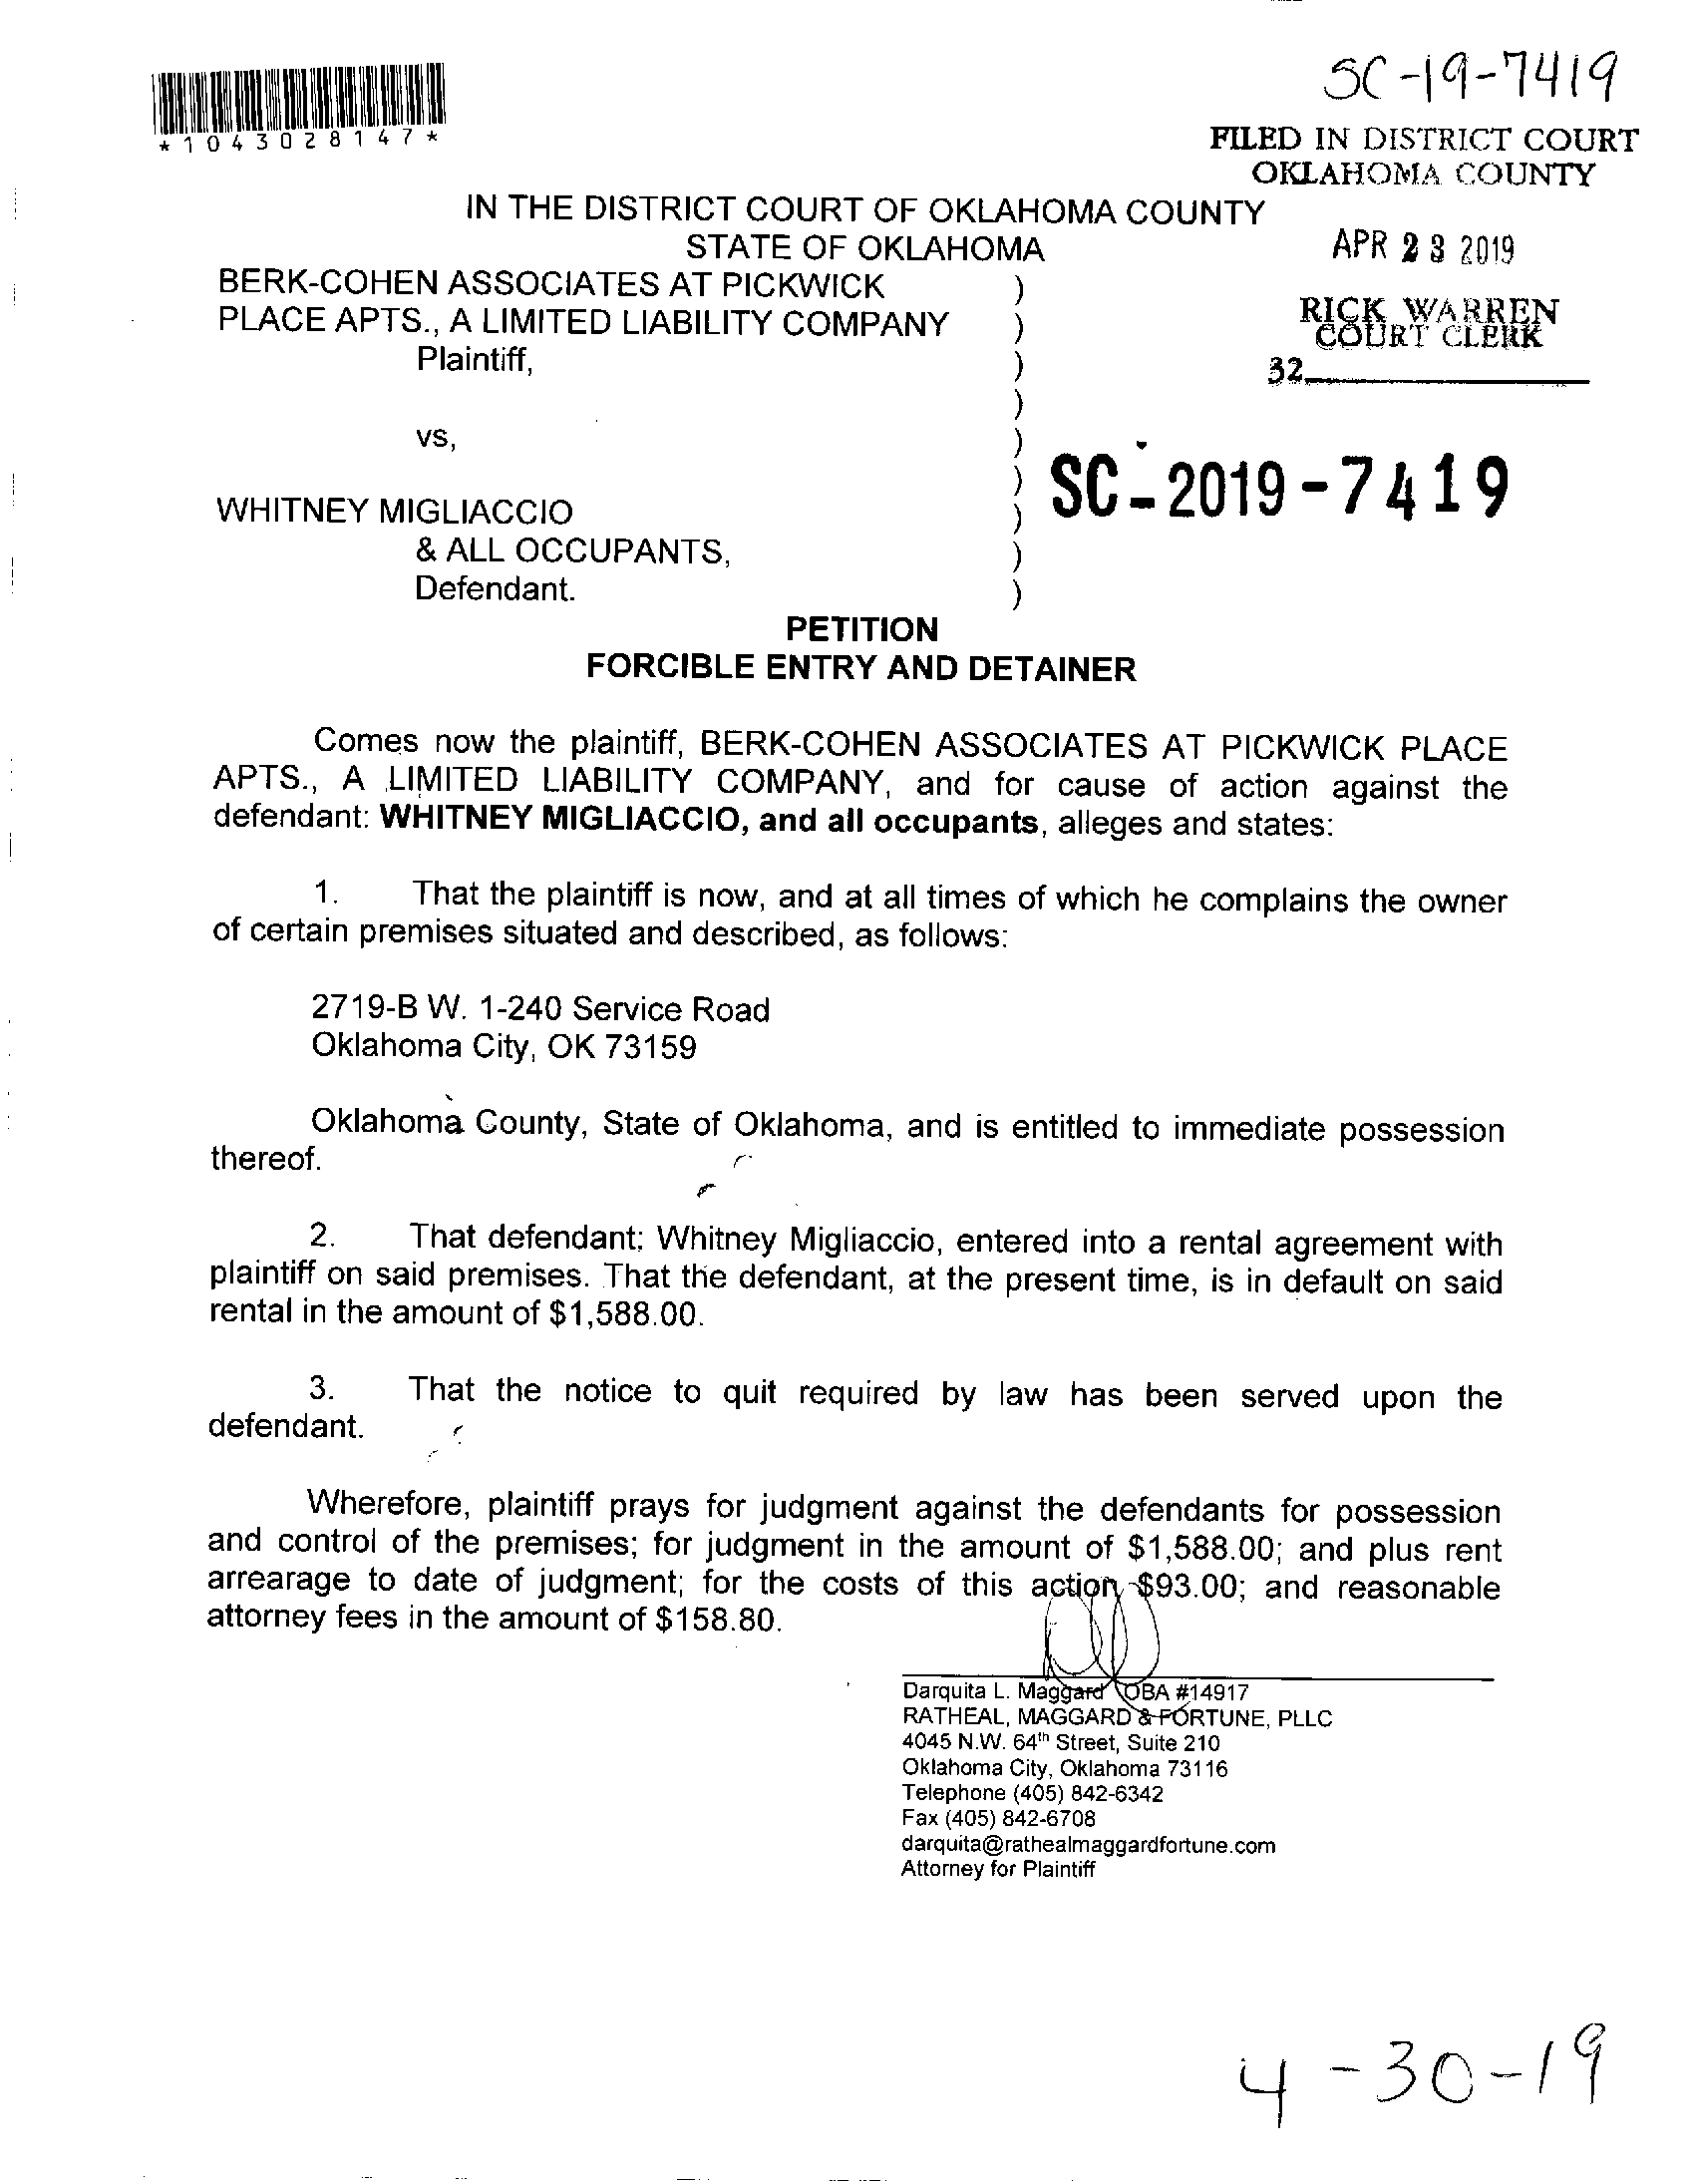 SC-19-7419
*1043028147*
FILED IN DISTRICT COURT
OKLAHOMA COUNTY
IN THE DISTRICT COURT OF OKLAHOMA COUNTY
STATE OF OKLAHOMA
APR 23 2019
BERK-COHEN ASSOCIATES AT PICKWICK )
PLACE APTS., A LIMITED LIABILITY COMPANY )
RICK WARREN
COURT CLERK
Plaintiff, )
32
)
vs, )
)
SC-2019-7419
WHITNEY MIGLIACCIO )
& ALL OCCUPANTS, )
Defendant. )
PETITION
FORCIBLE ENTRY AND DETAINER
Comes now the plaintiff, BERK-COHEN ASSOCIATES AT PICKWICK PLACE
APTS., A LIMITED LIABILITY COMPANY, and for cause of action against the
defendant: WHITNEY MIGLIACCIO, and all occupants, alleges and states:
1. That the plaintiff is now, and at all times of which he complains the owner
of certain premises situated and described, as follows:
2719-B W. 1-240 Service Road
Oklahoma City, OK 73159
Oklahoma County, State of Oklahoma, and is entitled to immediate possession
thereof.
2. That defendant; Whitney Migliaccio, entered into a rental agreement with
plaintiff on said premises. That the defendant, at the present time, is in default on said
rental in the amount of $1,588.00.
3. That the notice to quit required by law has been served upon the
defendant.
Wherefore, plaintiff prays for judgment against the defendants for possession
and control of the premises; for judgment in the amount of $1,588.00; and plus rent
arrearage to date of judgment; for the costs of this action $93.00; and reasonable
attorney fees in the amount of $158.80.
Darquita L. Maggard OBA #14917
RATHEAL, MAGGARD & FORTUNE, PLLC
4045 N.W. 64th Street, Suite 210
Oklahoma City, Oklahoma 73116
Telephone (405) 842-6342
Fax (405) 842-6708
darquita@rathealmaggardfortune.com
Attorney for Plaintiff
4-30-19